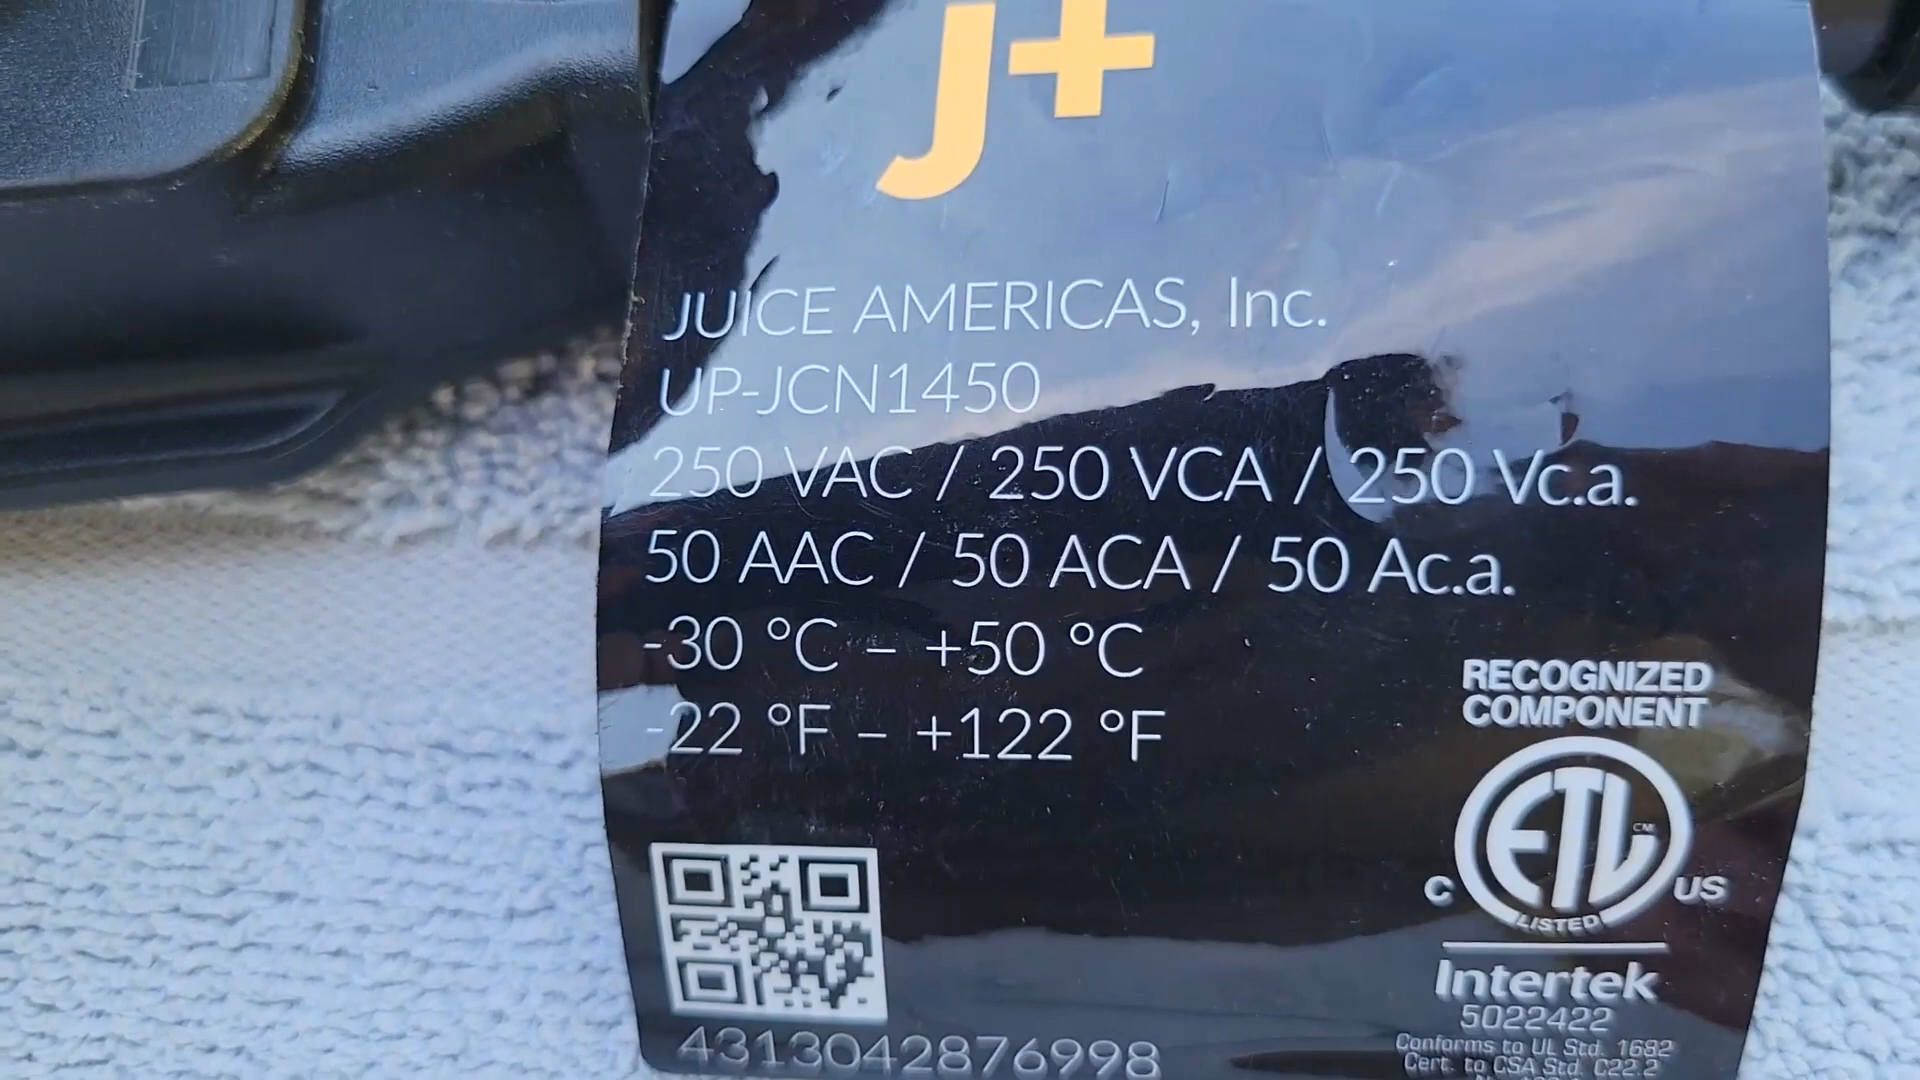 j+
JUICE AMERICAS, Inc.
UP-JCN1450
250 VAC / 250 VCA / 250 Vc.a.
50 AAC / 50 ACA / 50 Ac.a.
-30 °C – +50 °C
-22 °F – +122 °F
RECOGNIZED
COMPONENT
ETL CM
C US
LISTED
Intertek
5022422
Conforms to UL Std. 1682
Cert. to CSA Std. C22.2
4313042876998